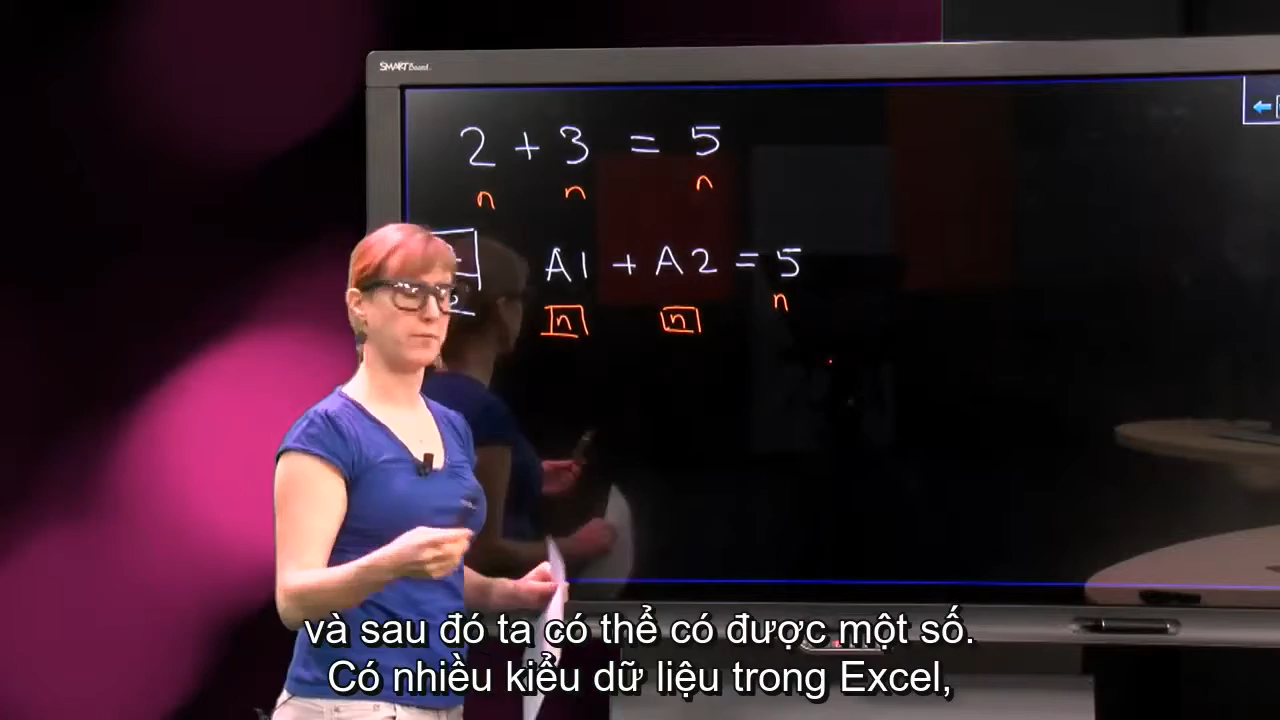 SMART Board
2 + 3 = 5
n n n
A1 + A2 = 5
n n n
và sau đó ta có thể có được một số.
Có nhiều kiểu dữ liệu trong Excel,